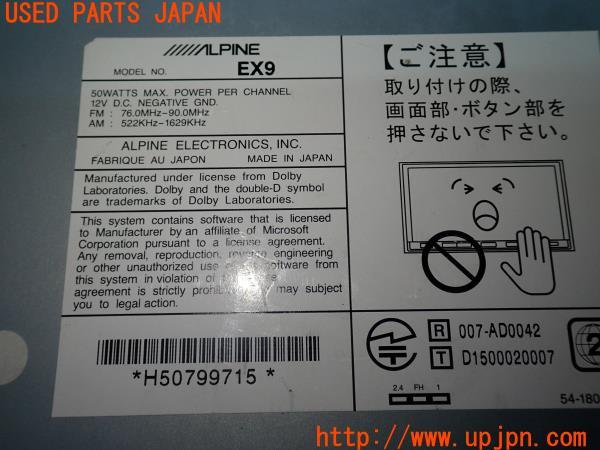 USED PARTS JAPAN
ALPINE
MODEL NO. EX9
50WATTS MAX. POWER PER CHANNEL
12V D.C. NEGATIVE GND.
FM : 76.0MHz-90.0MHz
AM : 522KHz-1629KHz
ALPINE ELECTRONICS, INC.
FABRIQUE AU JAPON MADE IN JAPAN
Manufactured under license from Dolby
Laboratories. Dolby and the double-D symbol
are trademarks of Dolby Laboratories.
This system contains software that is licensed
to Manufacturer by an affiliate of Microsoft
Corporation pursuant to a license agreement.
Any removal, reproduction, reverse engineering
or other unauthorized use of software from
this system in violation of
agreement is strictly may subject
you to legal action.
*H50799715*
【ご注意】
取り付けの際、
画面部・ボタン部を
押さないで下さい。
R 007-AD0042
T D1500020007
2.4 FH 1
2
54-180
http://www.upjpn.com/